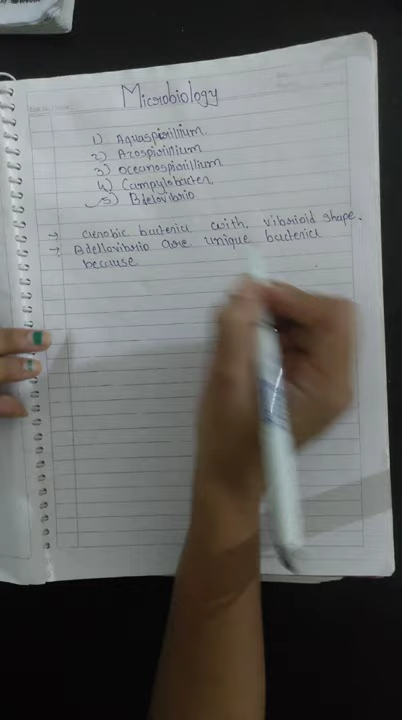 Microbiology
1) Aquaspirillium.
2) Azospirillium
3) Oceanospirillium
4) Campylobacter.
5) Bdelovibrio
→ aerobic bacteria with. vibrioid shape.
→ Bdellovibrio are unique bacteria
because